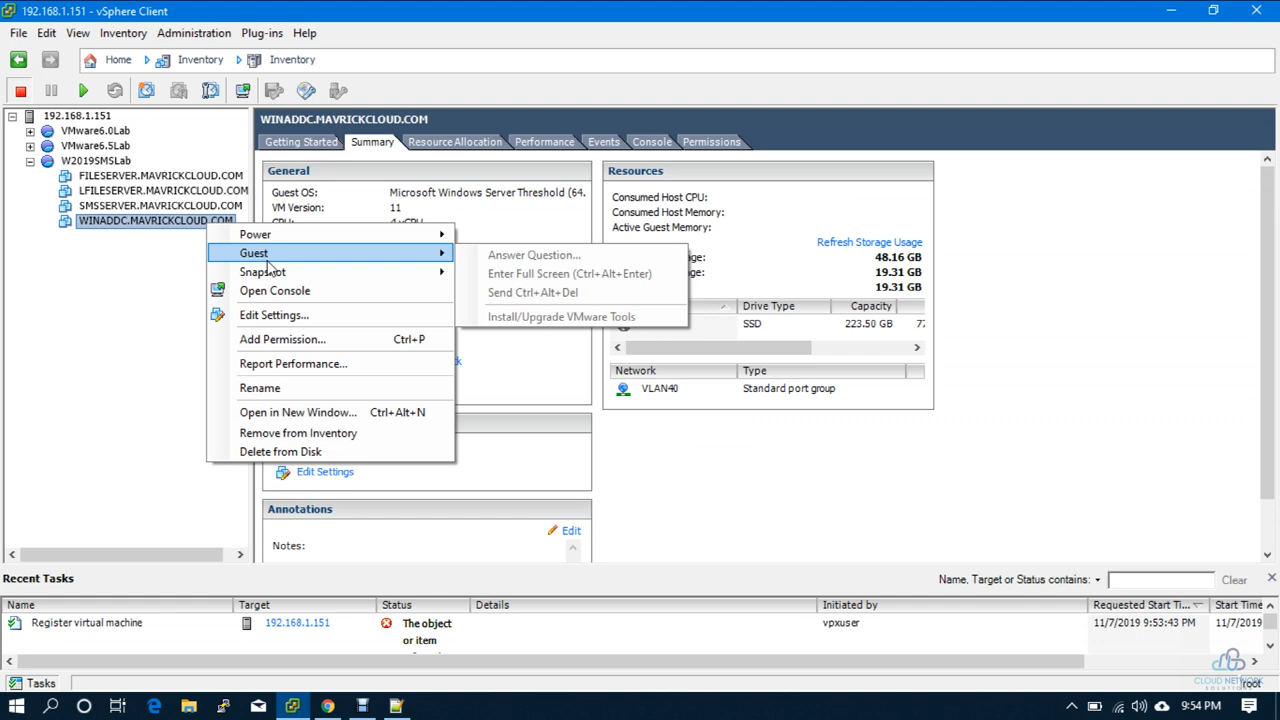 192.168.1.151 - vSphere Client
File Edit View Inventory Administration Plug-ins Help
Home Inventory Inventory
192.168.1.151
VMware6.0Lab
VMware6.5Lab
W2019SMSLab
FILESERVER.MAVRICKCLOUD.COM
LFILESERVER.MAVRICKCLOUD.COM
SMSSERVER.MAVRICKCLOUD.COM
WINADDC.MAVRICKCLOUD.COM
WINADDC.MAVRICKCLOUD.COM
Getting Started Summary Resource Allocation Performance Events Console Permissions
General
Guest OS: Microsoft Windows Server Threshold (64.
VM Version: 11
Resources
Consumed Host CPU:
Consumed Host Memory:
Active Guest Memory:
Refresh Storage Usage
ge: 48.16 GB
ge: 19.31 GB
19.31 GB
Drive Type Capacity
SSD 223.50 GB 77
Network Type
VLAN40 Standard port group
Power
Guest
Snapshot
Open Console
Edit Settings...
Add Permission... Ctrl+P
Report Performance...
Rename
Open in New Window... Ctrl+Alt+N
Remove from Inventory
Delete from Disk
Answer Question...
Enter Full Screen (Ctrl+Alt+Enter)
Send Ctrl+Alt+Del
Install/Upgrade VMware Tools
Edit Settings
Annotations
Edit
Notes:
Recent Tasks
Name, Target or Status contains: Clear
Name Target Status Details Initiated by Requested Start Ti... Start Time
Register virtual machine 192.168.1.151 The object vpxuser 11/7/2019 9:53:43 PM 11/7/2019
or item
Tasks root
CLOUD NETWORK
SOLUTIONS
9:54 PM